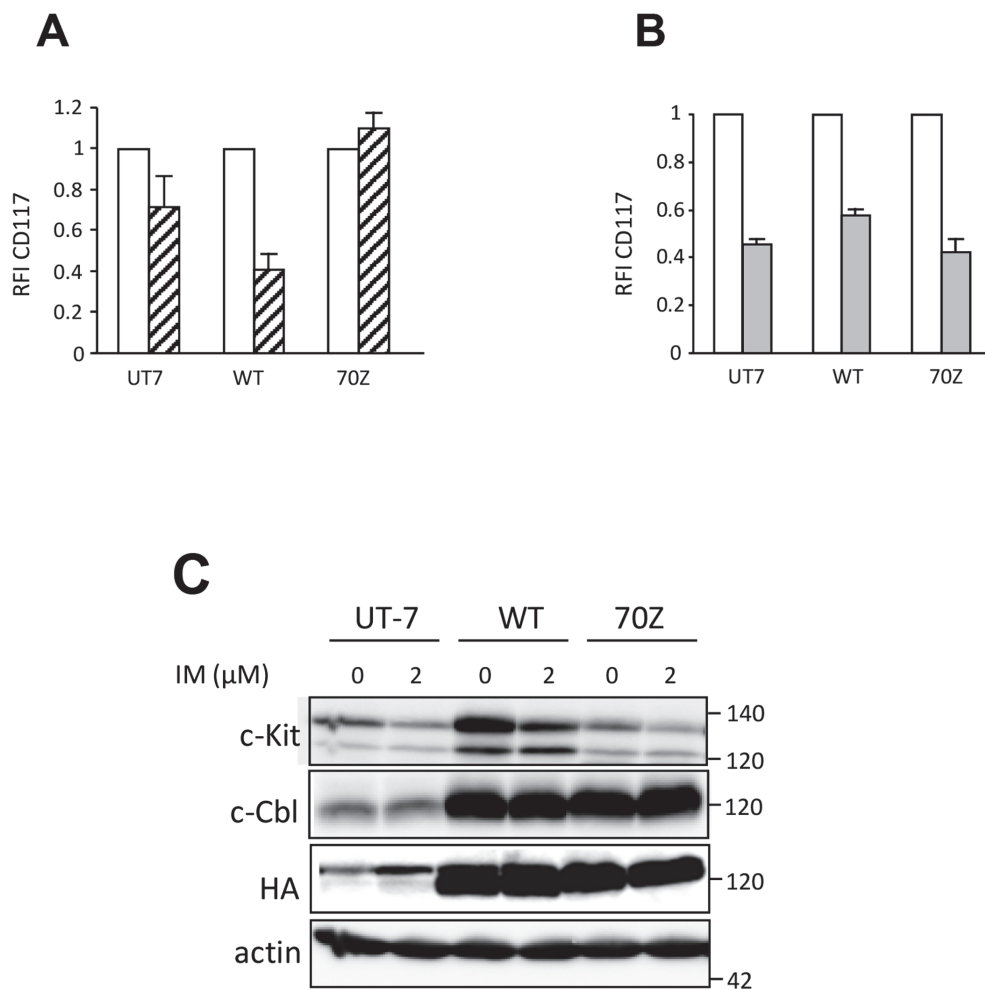 A
RFI CD117
1.2
1
0.8
0.6
0.4
0.2
0
UT7 WT 70Z
B
RFI CD117
1
0.8
0.6
0.4
0.2
0
UT7 WT 70Z
C
UT-7 WT 70Z
IM (µM) 0 2 0 2 0 2
c-Kit 140
120
c-Cbl 120
HA 120
actin
42